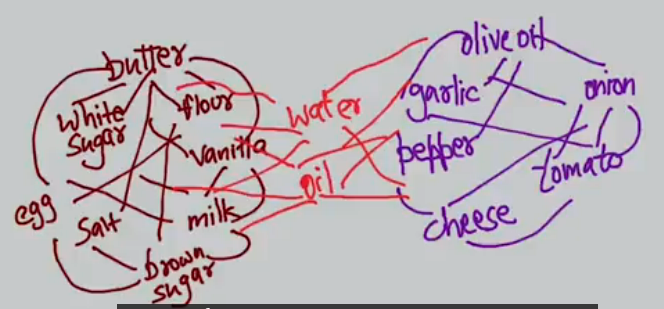 butter
white
sugar
flour
vanilla
egg
salt
milk
brown
sugar
water
oil
olive oil
garlic
onion
pepper
tomato
cheese